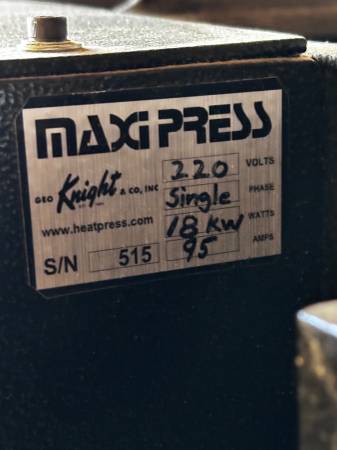 MAXI PRESS
GEO Knight & CO, INC
www.heatpress.com
S/N 515
220 VOLTS
Single PHASE
18 KW WATTS
95 AMPS